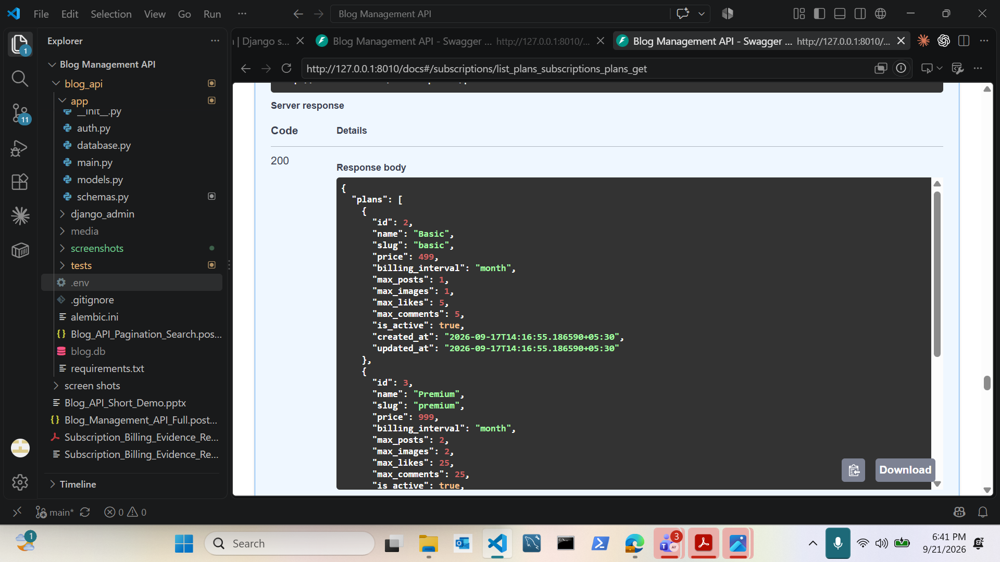 File Edit Selection View Go Run ···
Blog Management API
Explorer
1
Blog Management API
blog_api
app
__init__.py
auth.py
database.py
main.py
models.py
schemas.py
django_admin
media
screenshots
tests
.env
.gitignore
alembic.ini
Blog_API_Pagination_Search.pos...
blog.db
requirements.txt
screen shots
Blog_API_Short_Demo.pptx
Blog_Management_API_Full.post...
Subscription_Billing_Evidence_Re...
Subscription_Billing_Evidence_Re...
Timeline
11
| Django s...
Blog Management API - Swagger ... http://127.0.0.1:8010/...
Blog Management API - Swagger ... http://127.0.0.1:8010/...
http://127.0.0.1:8010/docs#/subscriptions/list_plans_subscriptions_plans_get
Server response
Code Details
200
Response body
{
"plans": [
{
"id": 2,
"name": "Basic",
"slug": "basic",
"price": 499,
"billing_interval": "month",
"max_posts": 1,
"max_images": 1,
"max_likes": 5,
"max_comments": 5,
"is_active": true,
"created_at": "2026-09-17T14:16:55.186590+05:30",
"updated_at": "2026-09-17T14:16:55.186590+05:30"
},
{
"id": 3,
"name": "Premium",
"slug": "premium",
"price": 999,
"billing_interval": "month",
"max_posts": 2,
"max_images": 2,
"max_likes": 25,
"max_comments": 25,
"is_active": true,
Download
main* 0 0
1
Search
3
AY
6:41 PM
9/21/2026